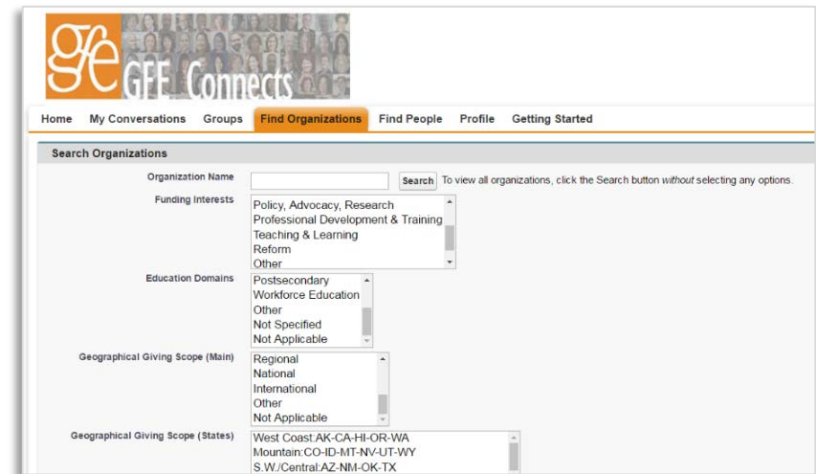 gfe
GFE Connects
Home My Conversations Groups Find Organizations Find People Profile Getting Started
Search Organizations
Organization Name Search To view all organizations, click the Search button without selecting any options.
Funding Interests
Policy, Advocacy, Research
Professional Development & Training
Teaching & Learning
Reform
Other
Education Domains
Postsecondary
Workforce Education
Other
Not Specified
Not Applicable
Geographical Giving Scope (Main)
Regional
National
International
Other
Not Applicable
Geographical Giving Scope (States)
West Coast:AK-CA-HI-OR-WA
Mountain:CO-ID-MT-NV-UT-WY
S.W./Central:AZ-NM-OK-TX